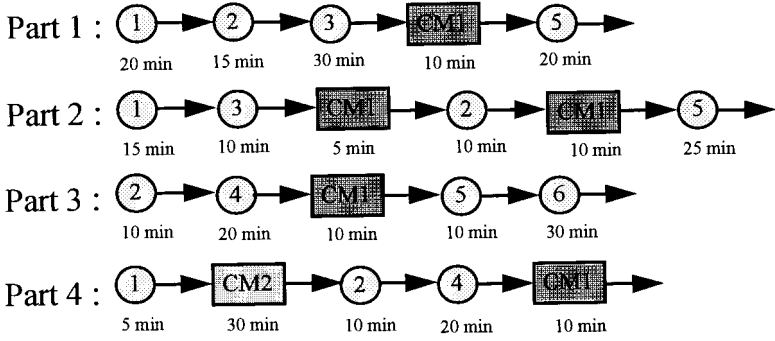 Part 1 : 1 2 3 CM1 5
20 min 15 min 30 min 10 min 20 min
Part 2 : 1 3 CM1 2 CM1 5
15 min 10 min 5 min 10 min 10 min 25 min
Part 3 : 2 4 CM1 5 6
10 min 20 min 10 min 10 min 30 min
Part 4 : 1 CM2 2 4 CM1
5 min 30 min 10 min 20 min 10 min